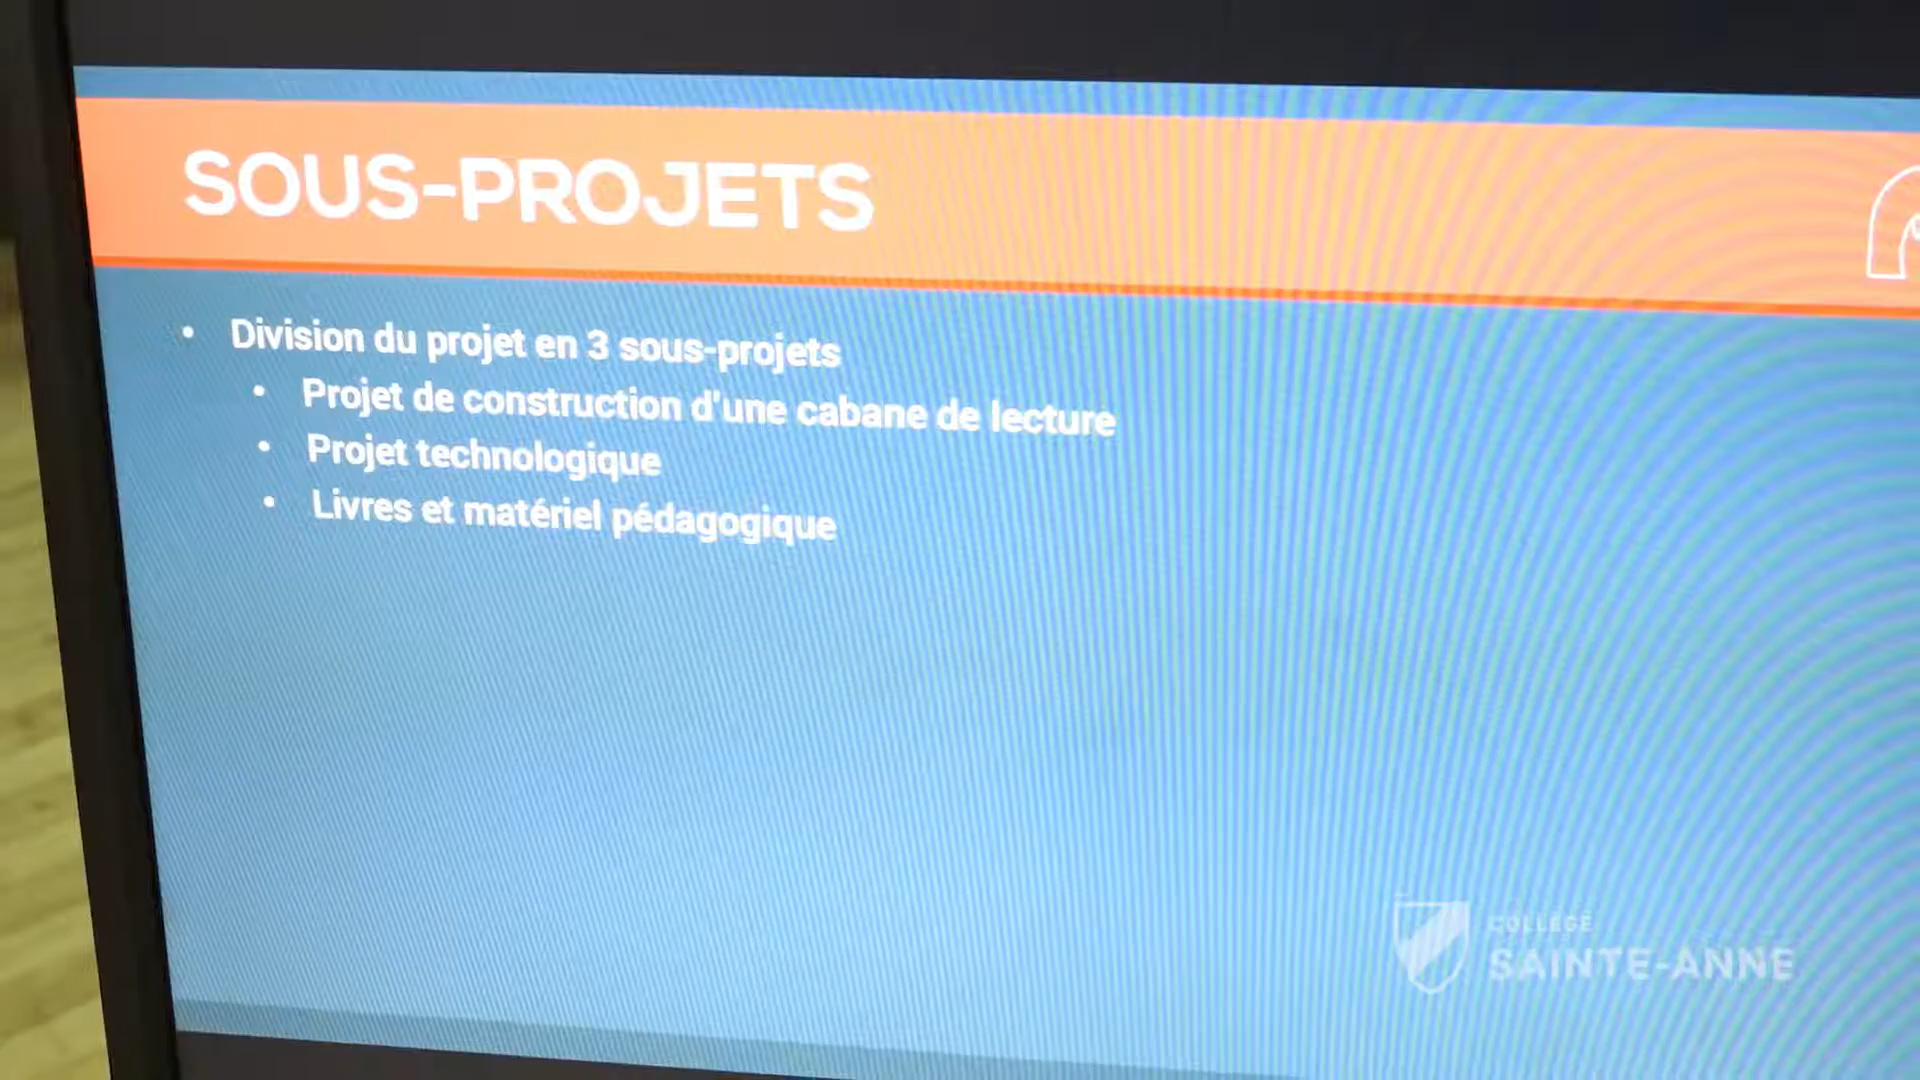 SOUS-PROJETS
• Division du projet en 3 sous-projets
• Projet de construction d'une cabane de lecture
• Projet technologique
• Livres et matériel pédagogique
COLLÈGE
SAINTE-ANNE